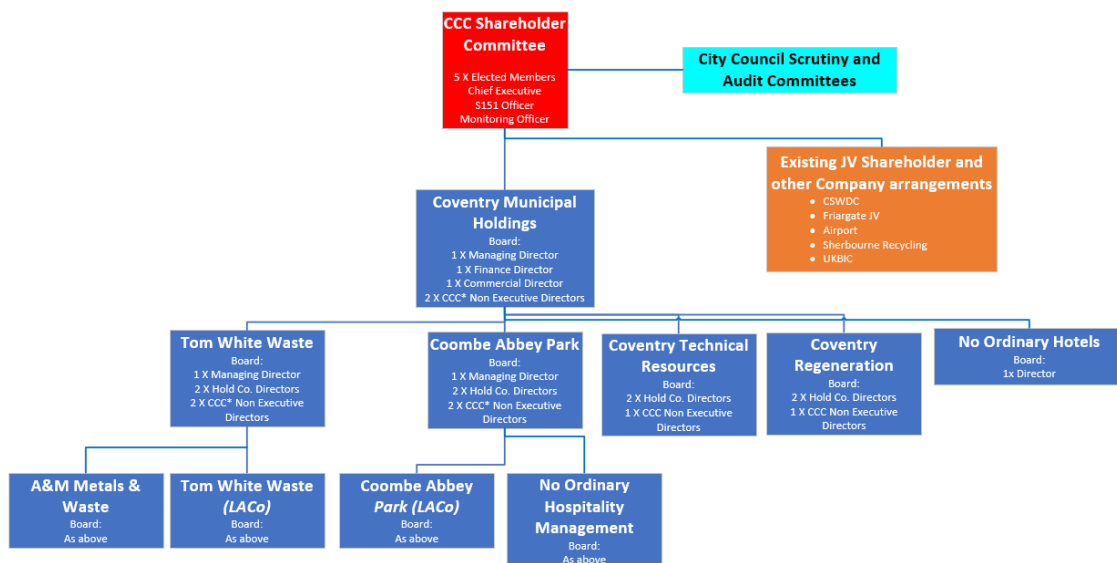 CCC Shareholder
Committee
5 X Elected Members
Chief Executive
S151 Officer
Monitoring Officer
City Council Scrutiny and
Audit Committees
Existing JV Shareholder and
other Company arrangements
• CSWDC
• Friargate JV
• Airport
• Sherbourne Recycling
• UKBIC
Coventry Municipal
Holdings
Board:
1 X Managing Director
1 X Finance Director
1 X Commercial Director
2 X CCC* Non Executive Directors
Tom White Waste
Board:
1 X Managing Director
2 X Hold Co. Directors
2 X CCC* Non Executive
Directors
Coombe Abbey Park
Board:
1 X Managing Director
2 X Hold Co. Directors
2 X CCC* Non Executive
Directors
Coventry Technical
Resources
Board:
2 X Hold Co. Directors
1 X CCC Non Executive
Directors
Coventry
Regeneration
Board:
2 X Hold Co. Directors
1 X CCC Non Executive
Directors
No Ordinary Hotels
Board:
1x Director
A&M Metals &
Waste
Board:
As above
Tom White Waste
(LACo)
Board:
As above
Coombe Abbey
Park (LACo)
Board:
As above
No Ordinary
Hospitality
Management
Board:
As above